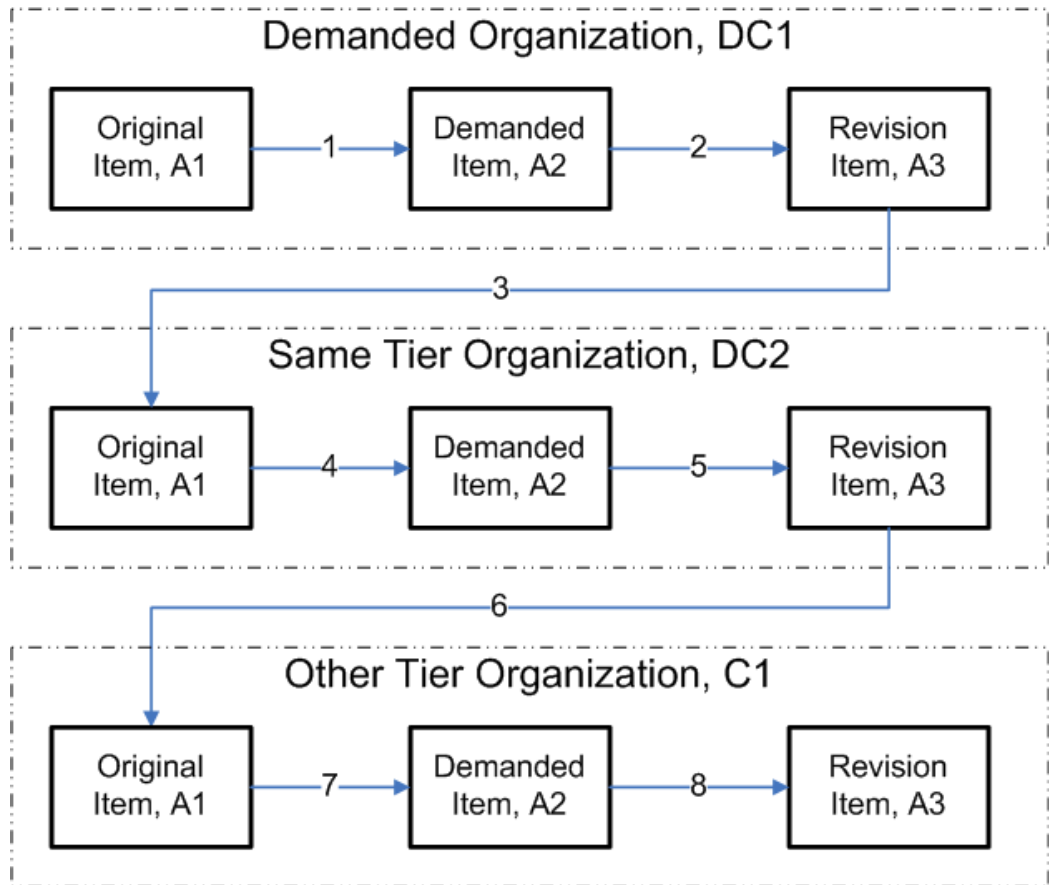 Demanded Organization, DC1
Original
Item, A1
1
Demanded
Item, A2
2
Revision
Item, A3
3
Same Tier Organization, DC2
Original
Item, A1
4
Demanded
Item, A2
5
Revision
Item, A3
6
Other Tier Organization, C1
Original
Item, A1
7
Demanded
Item, A2
8
Revision
Item, A3